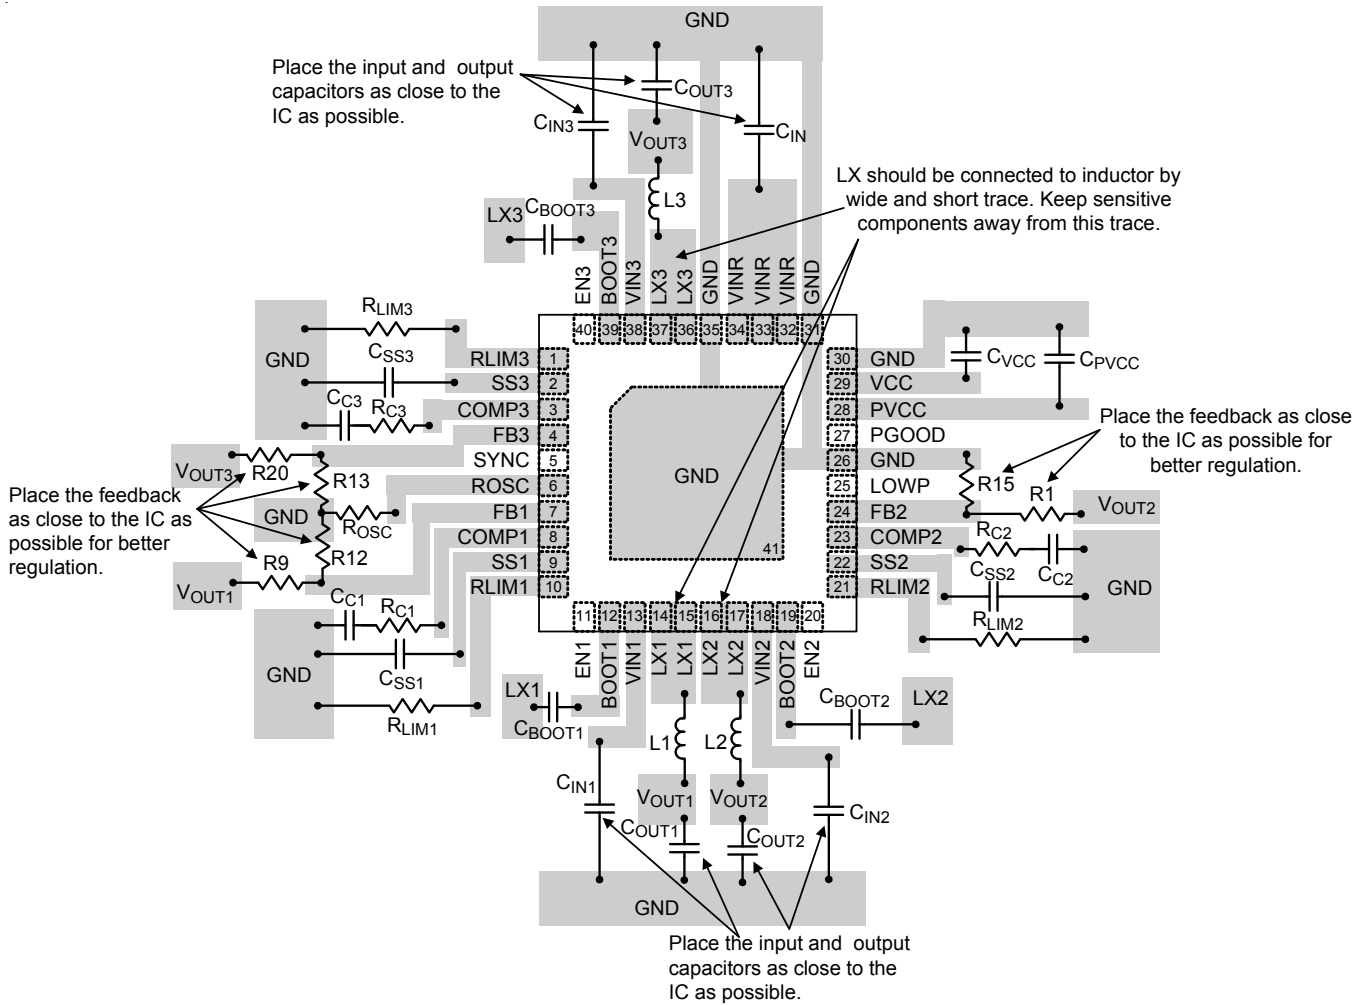 GND
Place the input and output
capacitors as close to the
IC as possible.
COUT3
CIN3
CIN
VOUT3
LX should be connected to inductor by
wide and short trace. Keep sensitive
components away from this trace.
L3
LX3
CBOOT3
EN3
BOOT3
VIN3
LX3
LX3
GND
VINR
VINR
VINR
GND
40
39
38
37
36
35
34
33
32
31
RLIM3
GND
CSS3
CC3
RC3
RLIM3 1
SS3 2
COMP3 3
FB3 4
SYNC 5
ROSC 6
FB1 7
COMP1 8
SS1 9
RLIM1 10
30 GND
29 VCC
28 PVCC
27 PGOOD
26 GND
25 LOWP
24 FB2
23 COMP2
22 SS2
21 RLIM2
GND
41
CVCC
CPVCC
Place the feedback as close
to the IC as possible for
better regulation.
R15
R1
VOUT2
RC2
CC2
CSS2
GND
RLIM2
VOUT3
R20
R13
Place the feedback
as close to the IC as
possible for better
regulation.
GND
ROSC
R12
R9
VOUT1
CC1
RC1
GND
CSS1
RLIM1
11
12
13
14
15
16
17
18
19
20
EN1
BOOT1
VIN1
LX1
LX1
LX2
LX2
VIN2
BOOT2
EN2
LX1
CBOOT1
CBOOT2
LX2
L1
L2
CIN1
VOUT1
VOUT2
CIN2
COUT1
COUT2
GND
Place the input and output
capacitors as close to the
IC as possible.